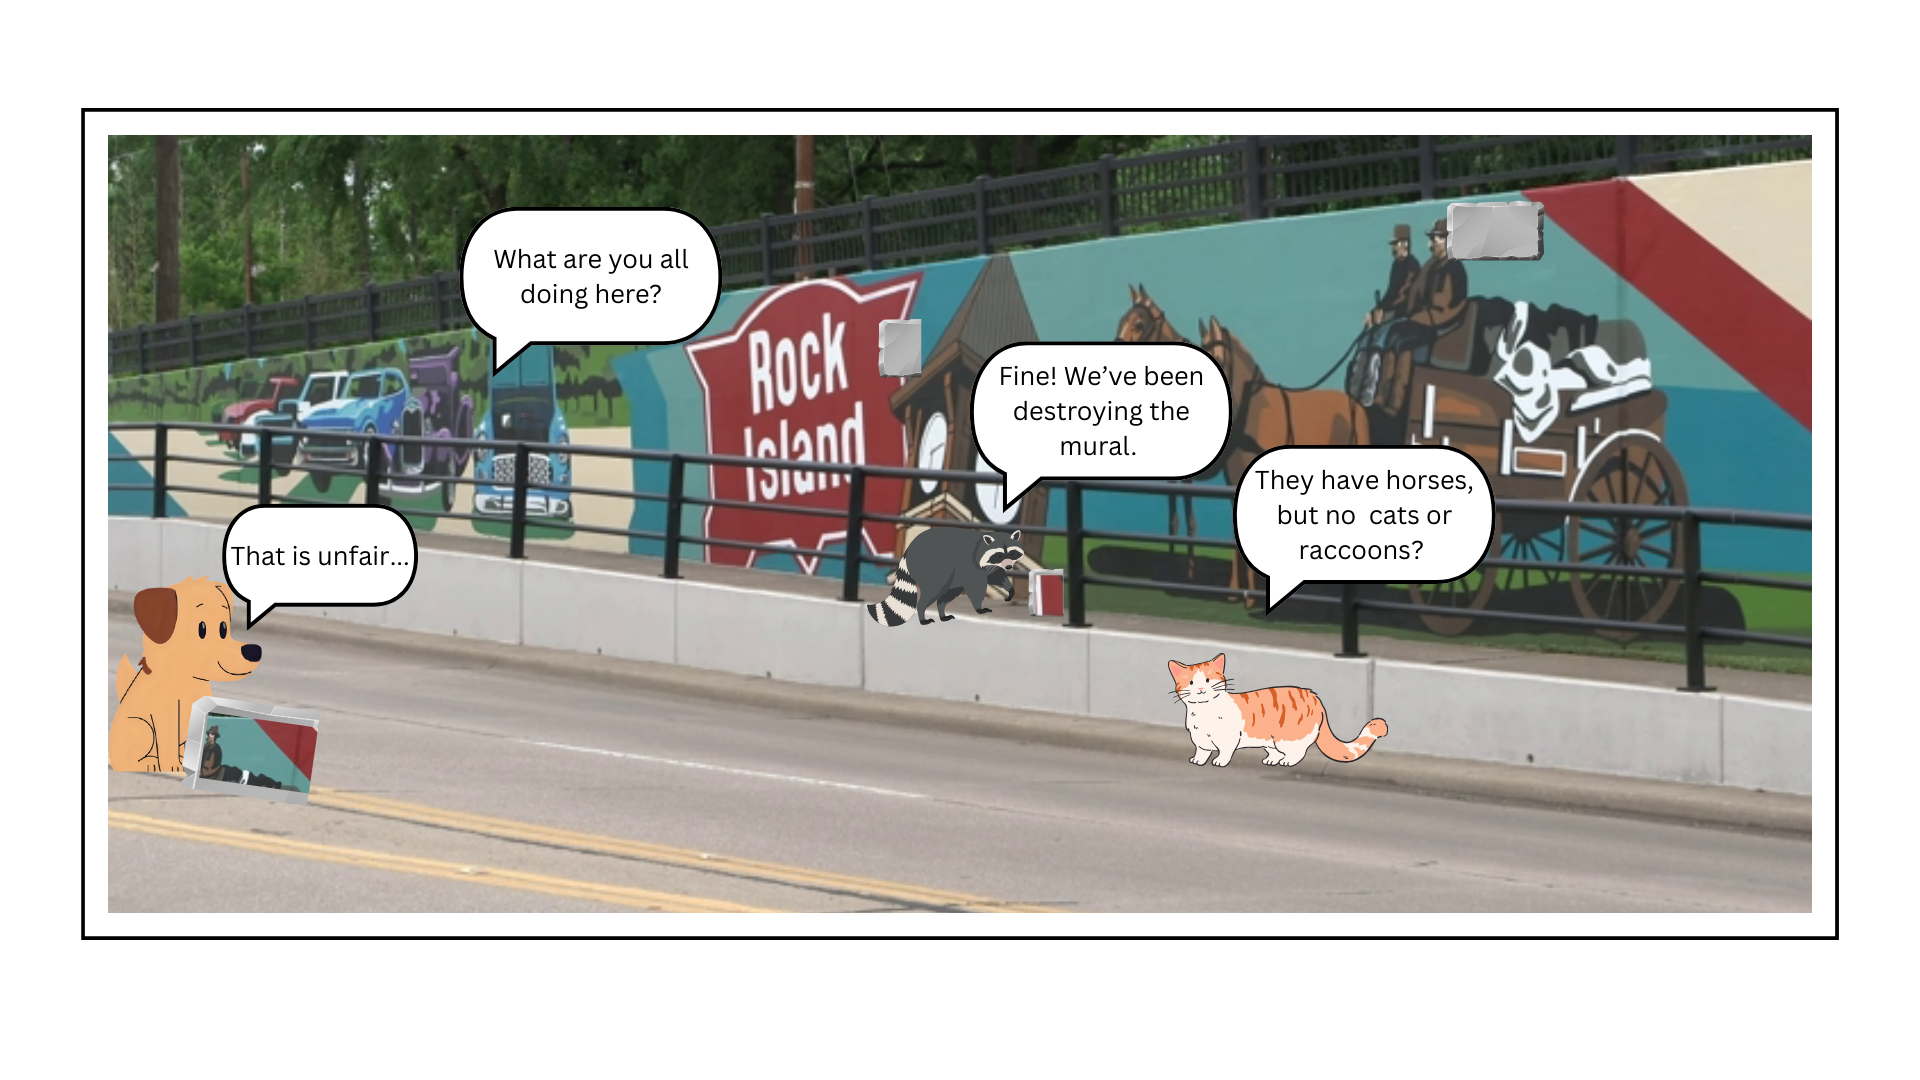 What are you all
doing here?
Rock
Island
Fine! We’ve been
destroying the
mural.
They have horses,
but no  cats or
raccoons?
That is unfair...